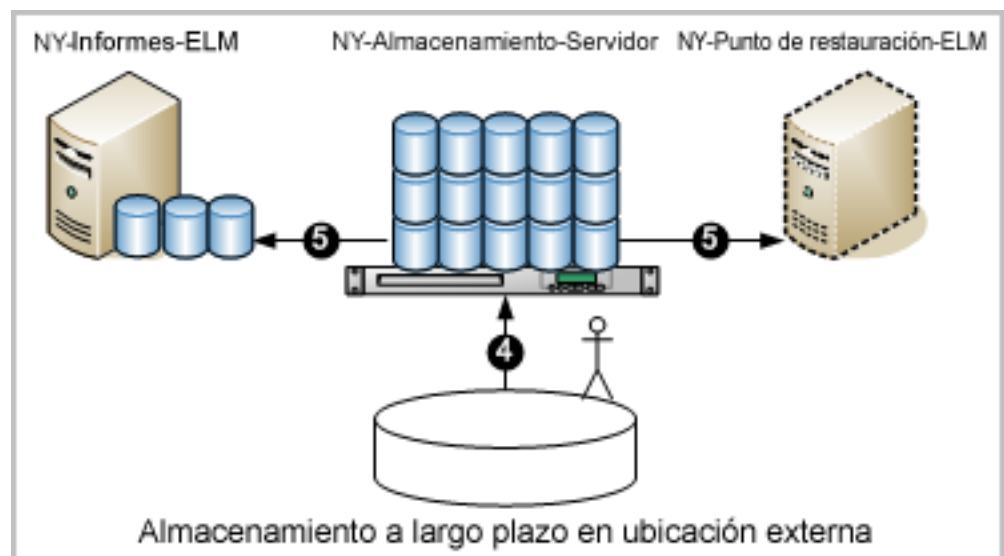 NY-Informes-ELM
NY-Almacenamiento-Servidor
NY-Punto de restauración-ELM
5
5
4
Almacenamiento a largo plazo en ubicación externa